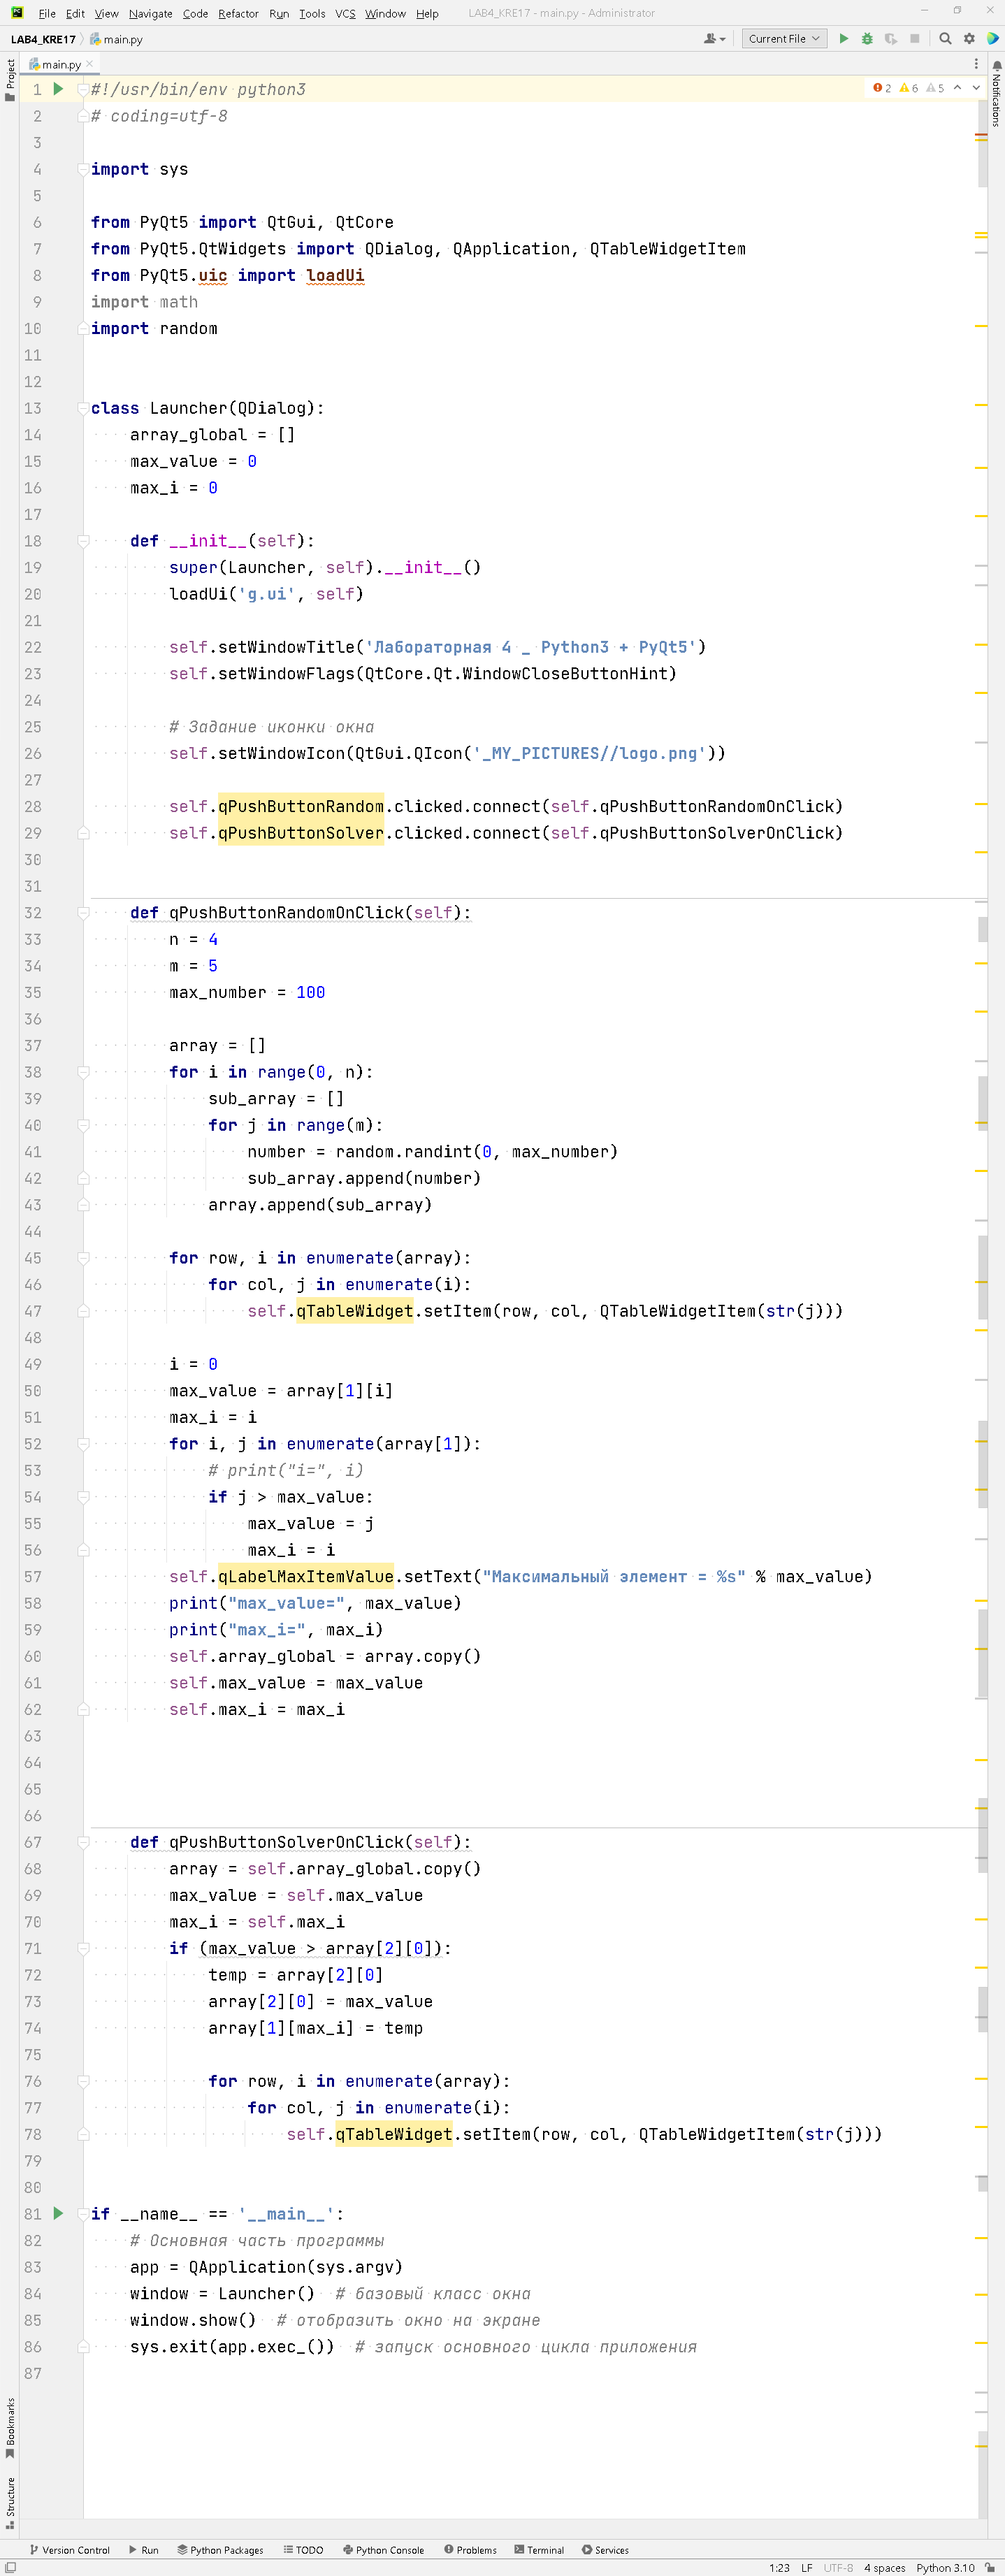 File Edit View Navigate Code Refactor Run Tools VCS Window Help LAB4_KRE17 - main.py - Administrator
LAB4_KRE17 main.py Current File
Project main.py Notifications
1 #!/usr/bin/env python3 2 6 5
2 # coding=utf-8
3
4 import sys
5
6 from PyQt5 import QtGui, QtCore
7 from PyQt5.QtWidgets import QDialog, QApplication, QTableWidgetItem
8 from PyQt5.uic import loadUi
9 import math
10 import random
11
12
13 class Launcher(QDialog):
14     array_global = []
15     max_value = 0
16     max_i = 0
17
18     def __init__(self):
19         super(Launcher, self).__init__()
20         loadUi('g.ui', self)
21
22         self.setWindowTitle('Лабораторная 4 _ Python3 + PyQt5')
23         self.setWindowFlags(QtCore.Qt.WindowCloseButtonHint)
24
25         # Задание иконки окна
26         self.setWindowIcon(QtGui.QIcon('_MY_PICTURES//logo.png'))
27
28         self.qPushButtonRandom.clicked.connect(self.qPushButtonRandomOnClick)
29         self.qPushButtonSolver.clicked.connect(self.qPushButtonSolverOnClick)
30
31
32     def qPushButtonRandomOnClick(self):
33         n = 4
34         m = 5
35         max_number = 100
36
37         array = []
38         for i in range(0, n):
39             sub_array = []
40             for j in range(m):
41                 number = random.randint(0, max_number)
42                 sub_array.append(number)
43             array.append(sub_array)
44
45         for row, i in enumerate(array):
46             for col, j in enumerate(i):
47                 self.qTableWidget.setItem(row, col, QTableWidgetItem(str(j)))
48
49         i = 0
50         max_value = array[1][i]
51         max_i = i
52         for i, j in enumerate(array[1]):
53             # print("i=", i)
54             if j > max_value:
55                 max_value = j
56                 max_i = i
57         self.qLabelMaxItemValue.setText("Максимальный элемент = %s" % max_value)
58         print("max_value=", max_value)
59         print("max_i=", max_i)
60         self.array_global = array.copy()
61         self.max_value = max_value
62         self.max_i = max_i
63
64
65
66
67     def qPushButtonSolverOnClick(self):
68         array = self.array_global.copy()
69         max_value = self.max_value
70         max_i = self.max_i
71         if (max_value > array[2][0]):
72             temp = array[2][0]
73             array[2][0] = max_value
74             array[1][max_i] = temp
75
76             for row, i in enumerate(array):
77                 for col, j in enumerate(i):
78                     self.qTableWidget.setItem(row, col, QTableWidgetItem(str(j)))
79
80
81 if __name__ == '__main__':
82     # Основная часть программы
83     app = QApplication(sys.argv)
84     window = Launcher()  # базовый класс окна
85     window.show()  # отобразить окно на экране
86     sys.exit(app.exec_())  # запуск основного цикла приложения
87
Bookmarks
Structure
Version Control Run Python Packages TODO Python Console Problems Terminal Services
1:23 LF UTF-8 4 spaces Python 3.10